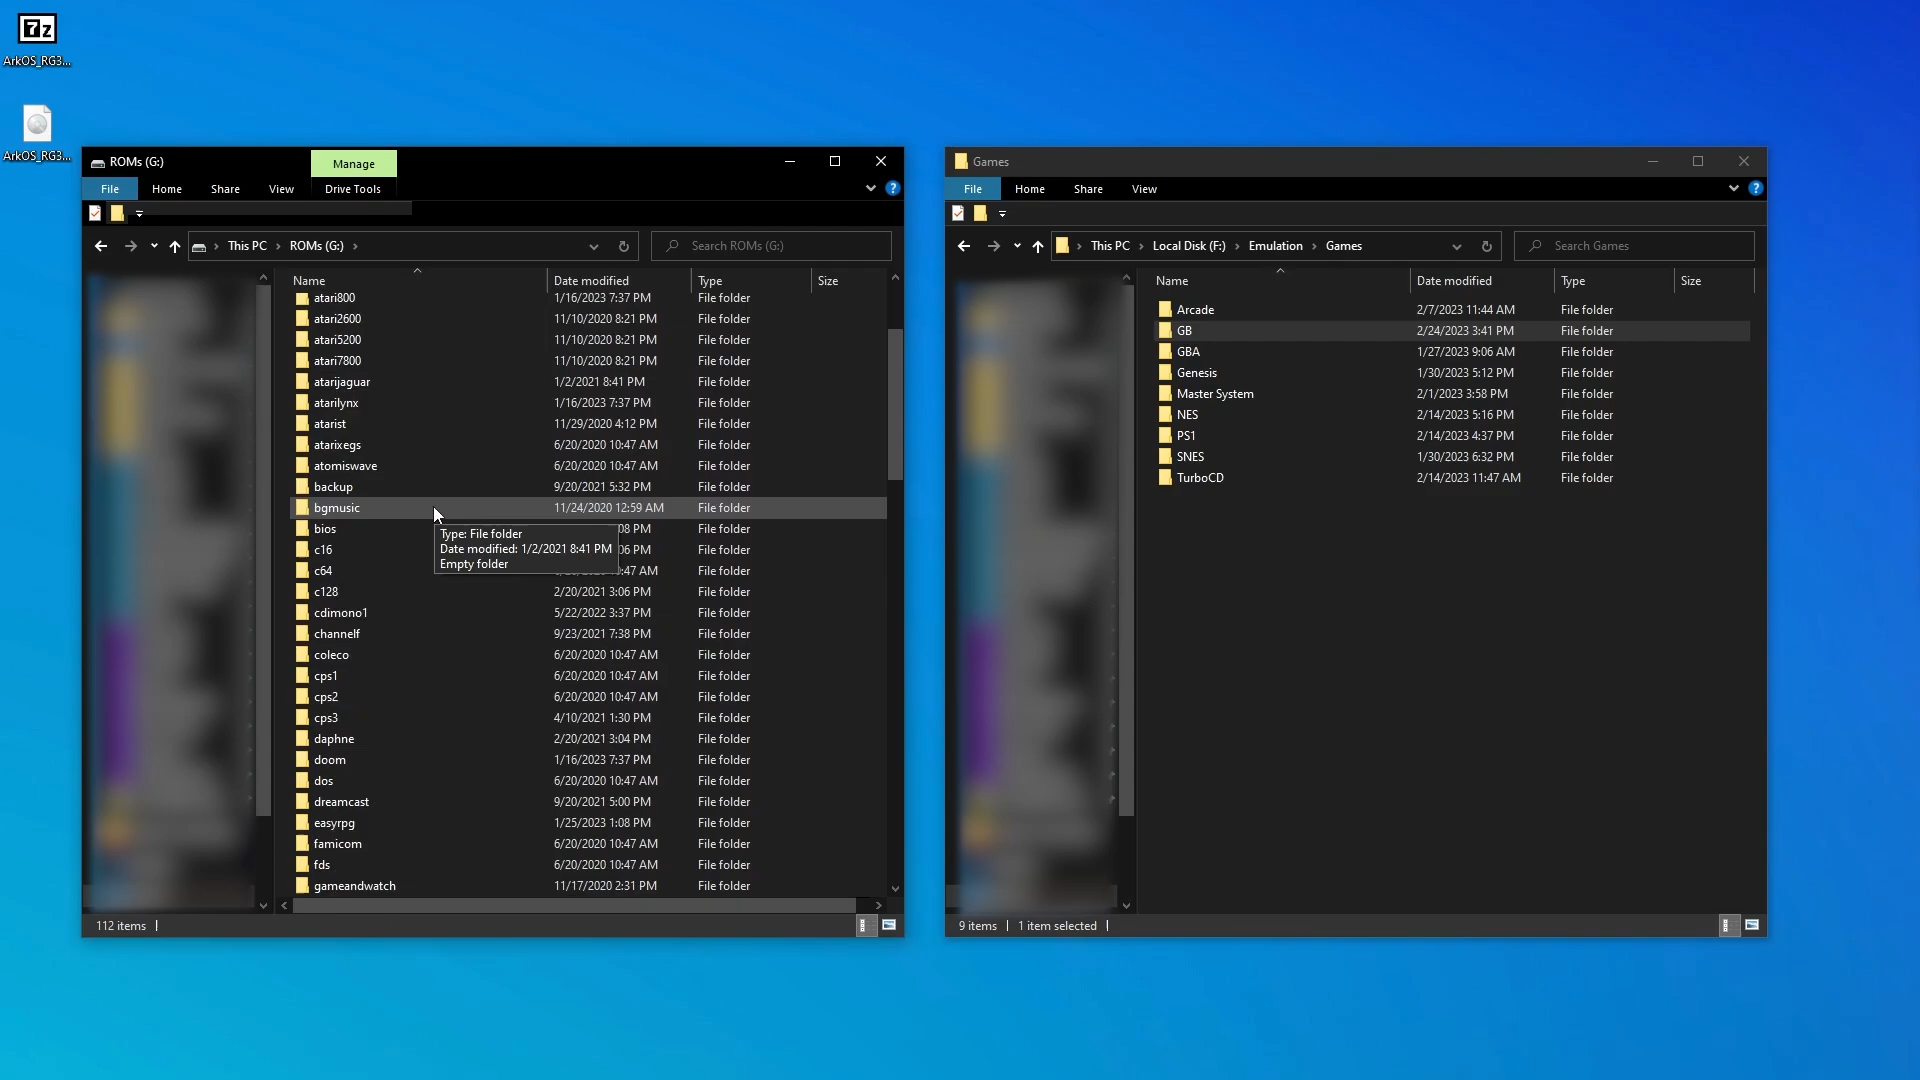 ArkOS_RG3...
ArkOS_RG3...
ROMs (G:)
Manage
File Home Share View Drive Tools
This PC › ROMs (G:) ›
Search ROMs (G:)
Name Date modified Type Size
atari800 1/16/2023 7:37 PM File folder
atari2600 11/10/2020 8:21 PM File folder
atari5200 11/10/2020 8:21 PM File folder
atari7800 11/10/2020 8:21 PM File folder
atarijaguar 1/2/2021 8:41 PM File folder
atarilynx 1/16/2023 7:37 PM File folder
atarist 11/29/2020 4:12 PM File folder
atarixegs 6/20/2020 10:47 AM File folder
atomiswave 6/20/2020 10:47 AM File folder
backup 9/20/2021 5:32 PM File folder
bgmusic 11/24/2020 12:59 AM File folder
bios :08 PM File folder
c16 :06 PM File folder
c64 :47 AM File folder
c128 2/20/2021 3:06 PM File folder
cdimono1 5/22/2022 3:37 PM File folder
channelf 9/23/2021 7:38 PM File folder
coleco 6/20/2020 10:47 AM File folder
cps1 6/20/2020 10:47 AM File folder
cps2 6/20/2020 10:47 AM File folder
cps3 4/10/2021 1:30 PM File folder
daphne 2/20/2021 3:04 PM File folder
doom 1/16/2023 7:37 PM File folder
dos 6/20/2020 10:47 AM File folder
dreamcast 9/20/2021 5:00 PM File folder
easyrpg 1/25/2023 1:08 PM File folder
famicom 6/20/2020 10:47 AM File folder
fds 6/20/2020 10:47 AM File folder
gameandwatch 11/17/2020 2:31 PM File folder
Type: File folder
Date modified: 1/2/2021 8:41 PM
Empty folder
112 items
Games
File Home Share View
This PC › Local Disk (F:) › Emulation › Games
Search Games
Name Date modified Type Size
Arcade 2/7/2023 11:44 AM File folder
GB 2/24/2023 3:41 PM File folder
GBA 1/27/2023 9:06 AM File folder
Genesis 1/30/2023 5:12 PM File folder
Master System 2/1/2023 3:58 PM File folder
NES 2/14/2023 5:16 PM File folder
PS1 2/14/2023 4:37 PM File folder
SNES 1/30/2023 6:32 PM File folder
TurboCD 2/14/2023 11:47 AM File folder
9 items 1 item selected